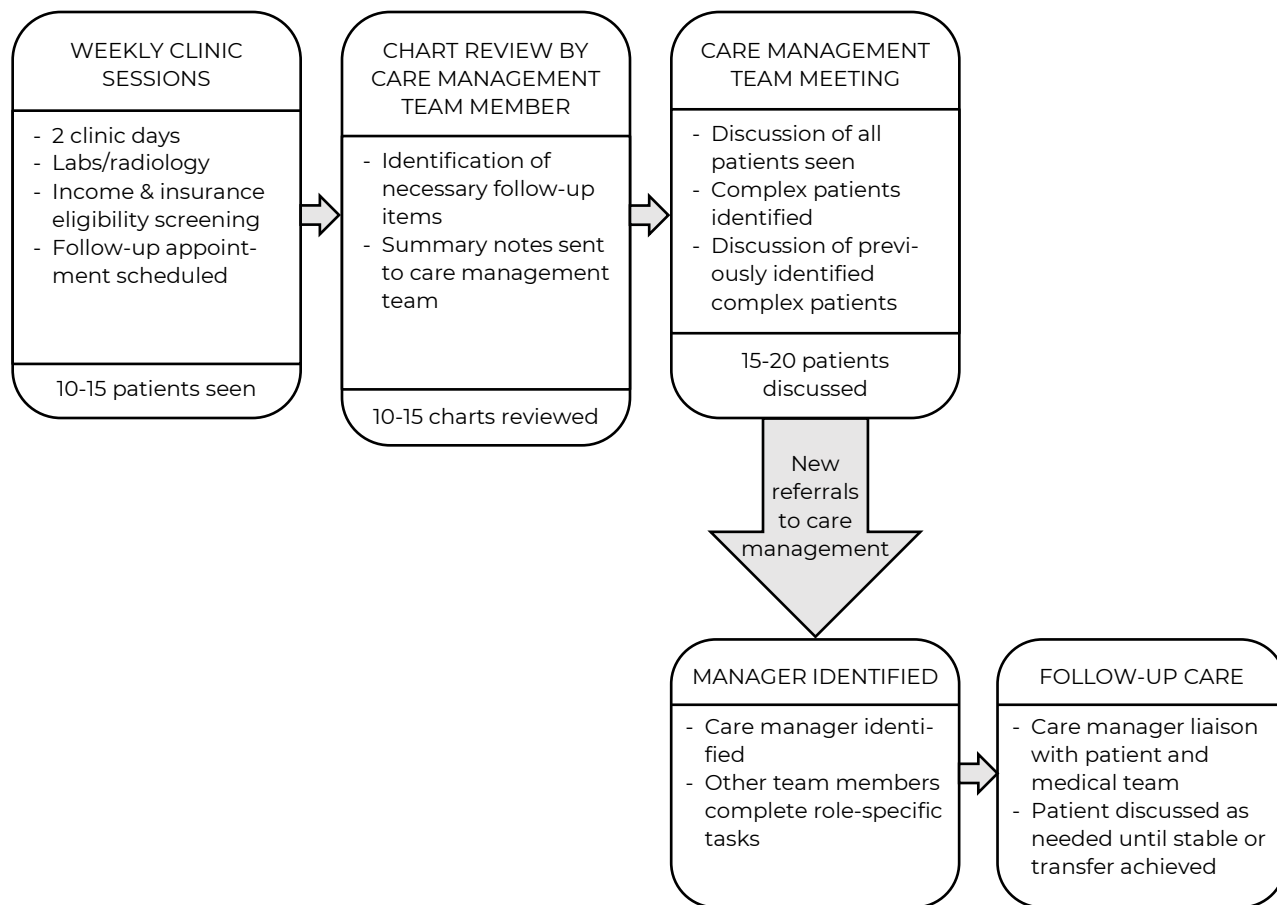 WEEKLY CLINIC
SESSIONS
- 2 clinic days
- Labs/radiology
- Income & insurance
eligibility screening
- Follow-up appoint-
ment scheduled
10-15 patients seen
CHART REVIEW BY
CARE MANAGEMENT
TEAM MEMBER
- Identification of
necessary follow-up
items
- Summary notes sent
to care management
team
10-15 charts reviewed
CARE MANAGEMENT
TEAM MEETING
- Discussion of all
patients seen
- Complex patients
identified
- Discussion of previ-
ously identified
complex patients
15-20 patients
discussed
New
referrals
to care
management
MANAGER IDENTIFIED
- Care manager identi-
fied
- Other team members
complete role-specific
tasks
FOLLOW-UP CARE
- Care manager liaison
with patient and
medical team
- Patient discussed as
needed until stable or
transfer achieved